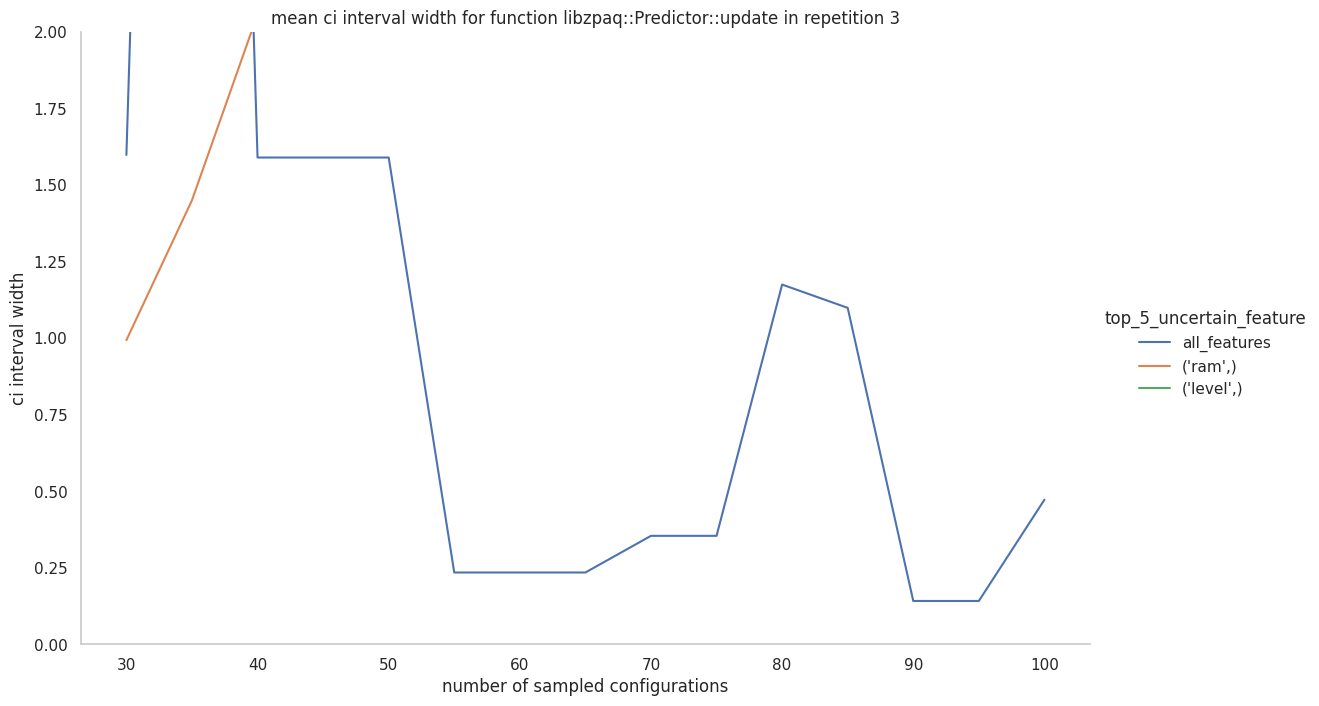 mean ci interval width for function libzpaq::Predictor::update in repetition 3
2.00
1.75
1.50
1.25
1.00
0.75
0.50
0.25
0.00
ci interval width
30 40 50 60 70 80 90 100
number of sampled configurations
top_5_uncertain_feature
all_features
('ram',)
('level',)